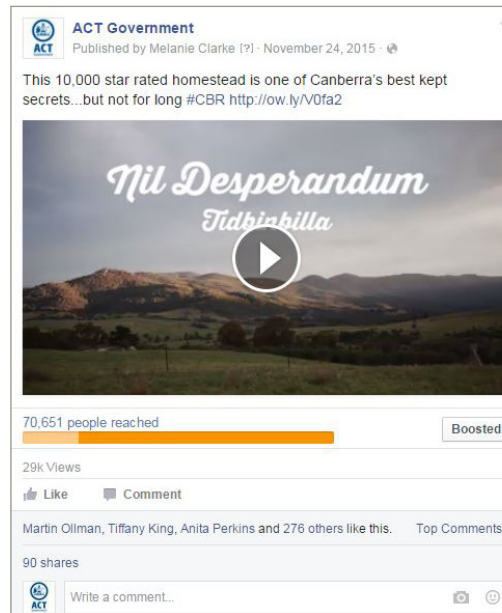 ACT Government
Published by Melanie Clarke [?] · November 24, 2015 ·
This 10,000 star rated homestead is one of Canberra's best kept
secrets...but not for long #CBR http://ow.ly/V0fa2
Nil Desperandum
Tidbinbilla
70,651 people reached
Boosted
29k Views
Like Comment
Martin Ollman, Tiffany King, Anita Perkins and 276 others like this. Top Comments
90 shares
Write a comment...
ACT
ACT